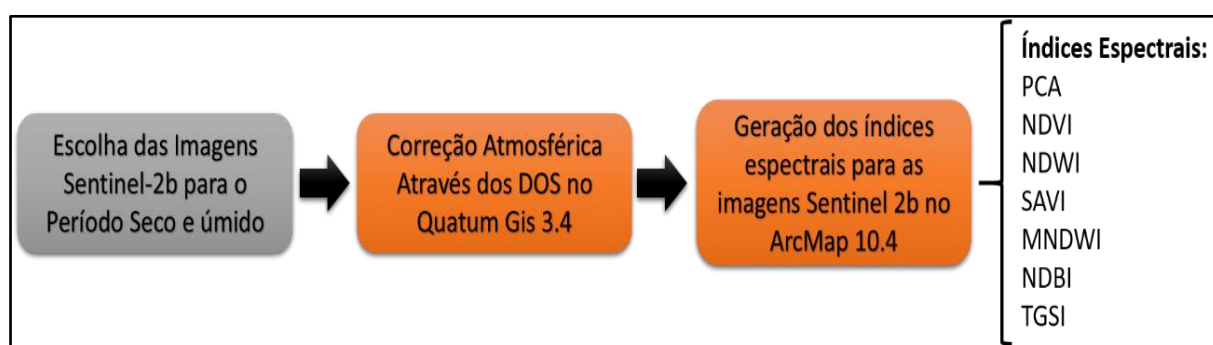 Escolha das Imagens
Sentinel-2b para o
Período Seco e úmido
Correção Atmosférica
Através dos DOS no
Quatum Gis 3.4
Geração dos índices
espectrais para as
imagens Sentinel 2b no
ArcMap 10.4
Índices Espectrais:
PCA
NDVI
NDWI
SAVI
MNDWI
NDBI
TGSI